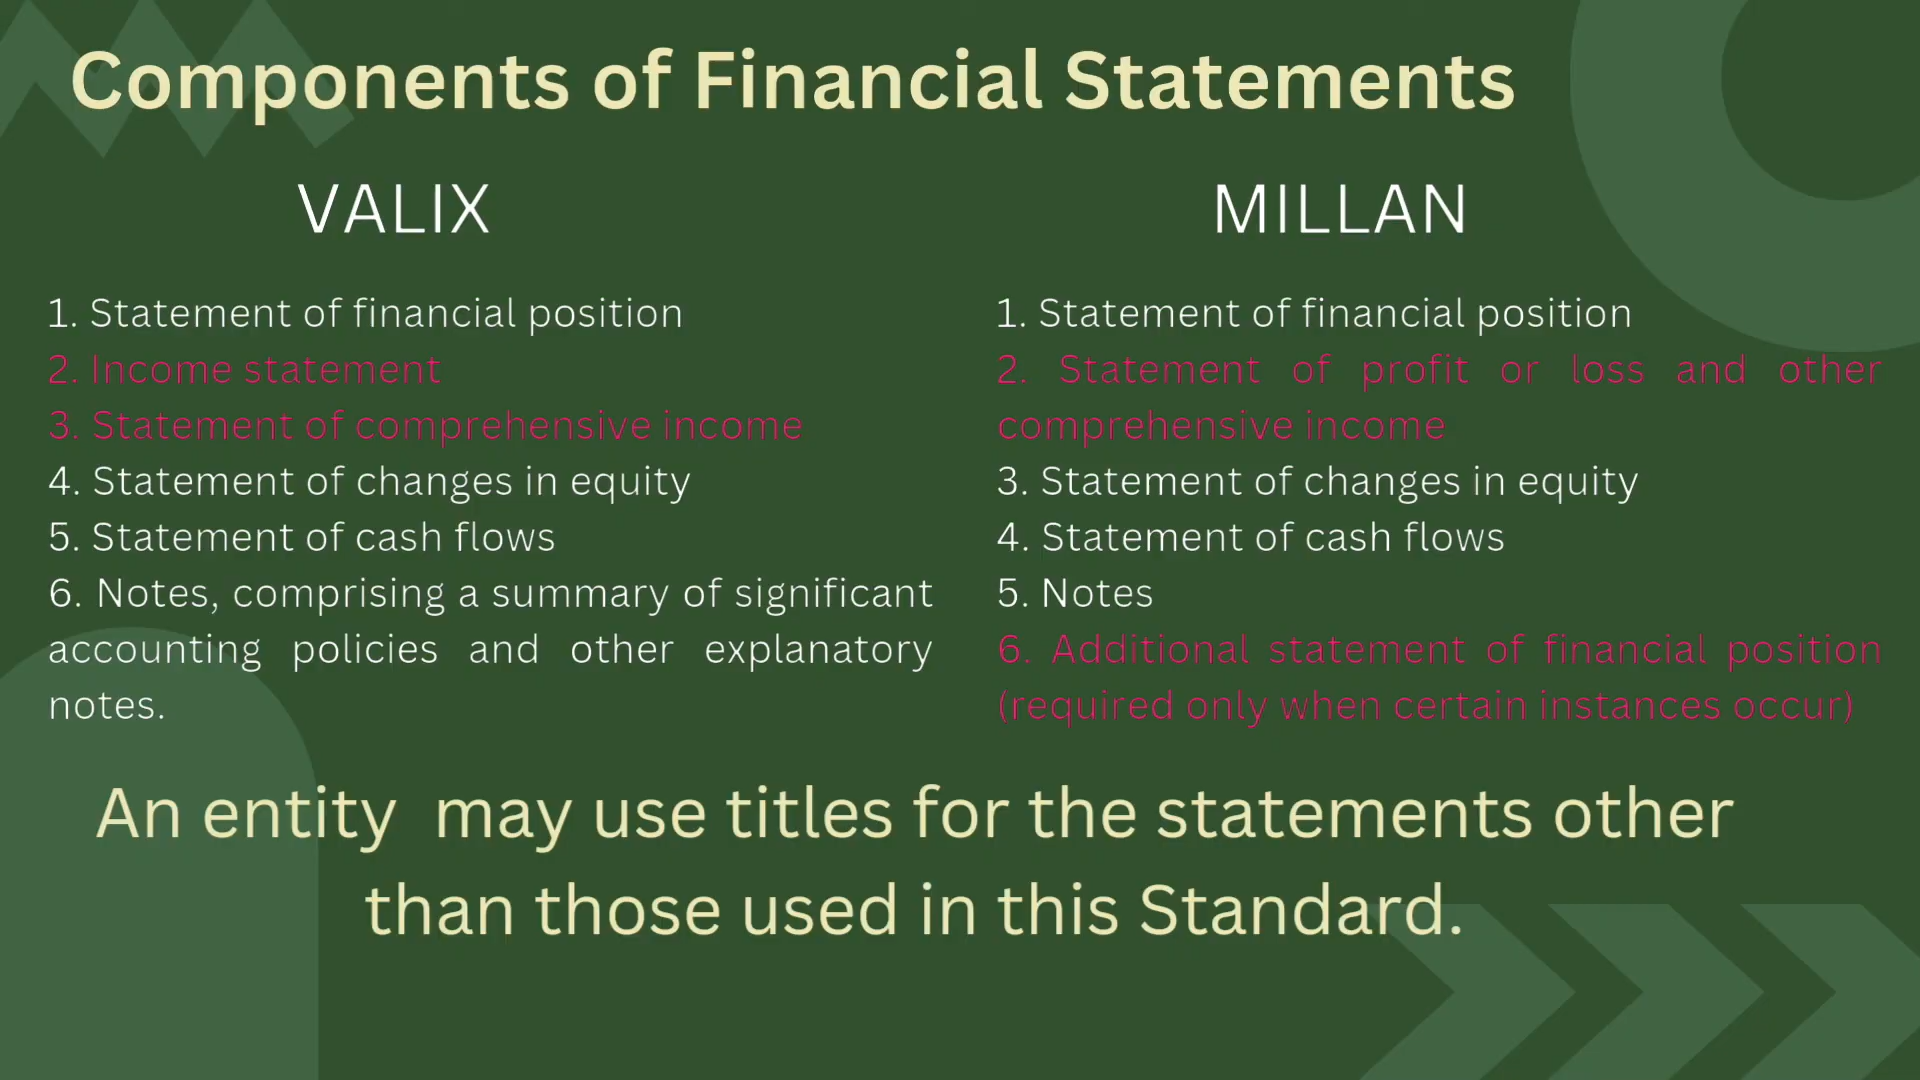 Components of Financial Statements
VALIX
1. Statement of financial position
2. Income statement
3. Statement of comprehensive income
4. Statement of changes in equity
5. Statement of cash flows
6. Notes, comprising a summary of significant
accounting policies and other explanatory
notes.
MILLAN
1. Statement of financial position
2. Statement of profit or loss and other
comprehensive income
3. Statement of changes in equity
4. Statement of cash flows
5. Notes
6. Additional statement of financial position
(required only when certain instances occur)
An entity may use titles for the statements other
than those used in this Standard.